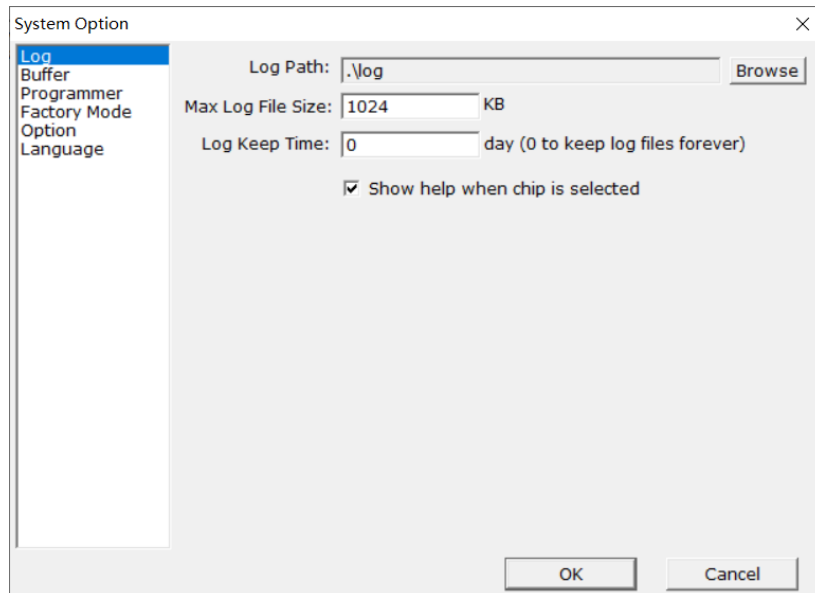 System Option
Log
Buffer
Programmer
Factory Mode
Option
Language
Log Path: .\log Browse
Max Log File Size: 1024 KB
Log Keep Time: 0 day (0 to keep log files forever)
Show help when chip is selected
OK Cancel